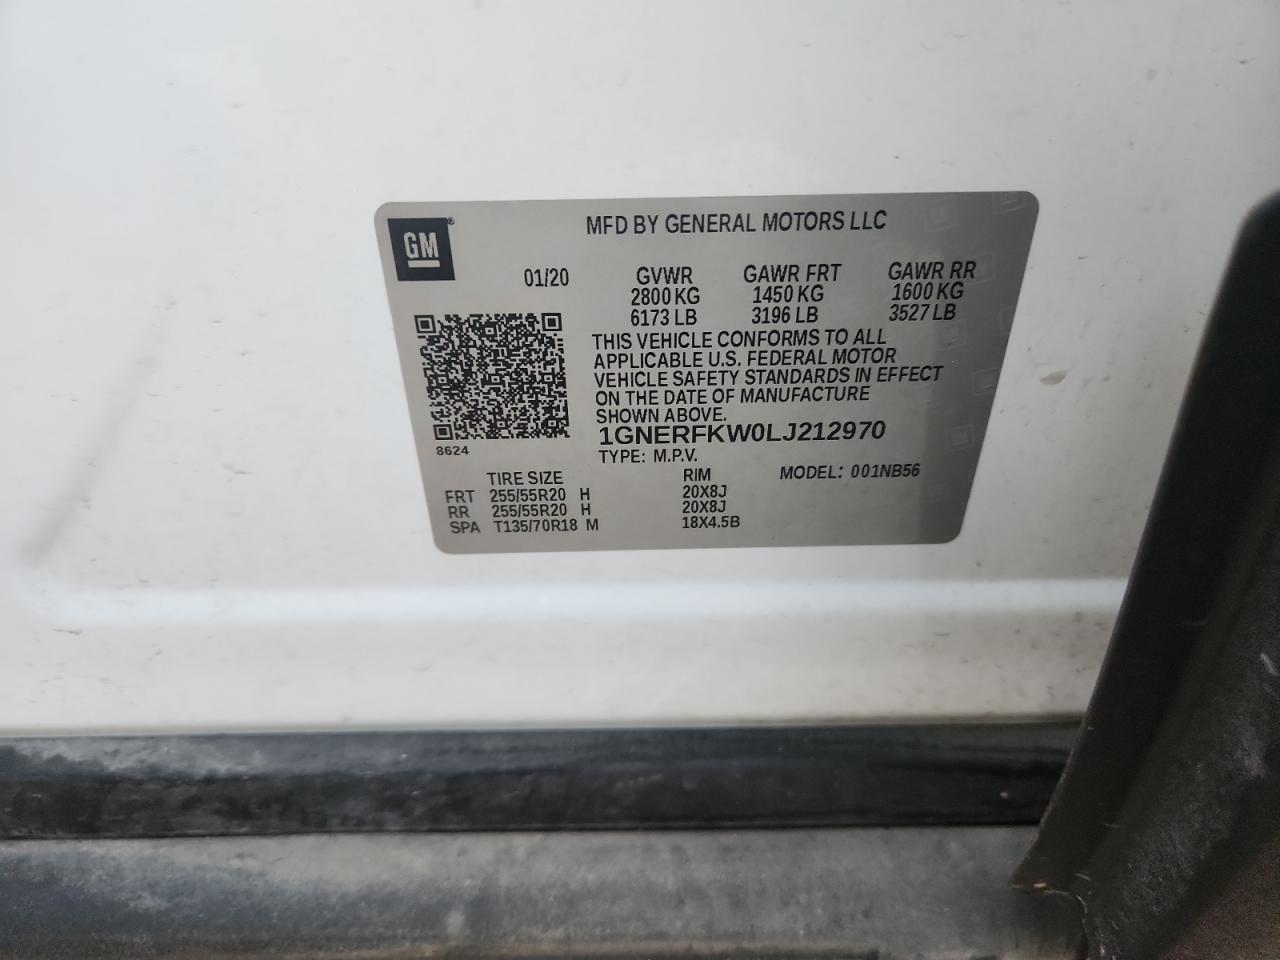 GM®
MFD BY GENERAL MOTORS LLC
01/20 GVWR GAWR FRT GAWR RR
2800 KG 1450 KG 1600 KG
6173 LB 3196 LB 3527 LB
THIS VEHICLE CONFORMS TO ALL
APPLICABLE U.S. FEDERAL MOTOR
VEHICLE SAFETY STANDARDS IN EFFECT
ON THE DATE OF MANUFACTURE
SHOWN ABOVE.
1GNERFKW0LJ212970
8624
TYPE: M.P.V.
TIRE SIZE RIM MODEL: 001NB56
FRT 255/55R20 H 20X8J
RR 255/55R20 H 20X8J
SPA T135/70R18 M 18X4.5B